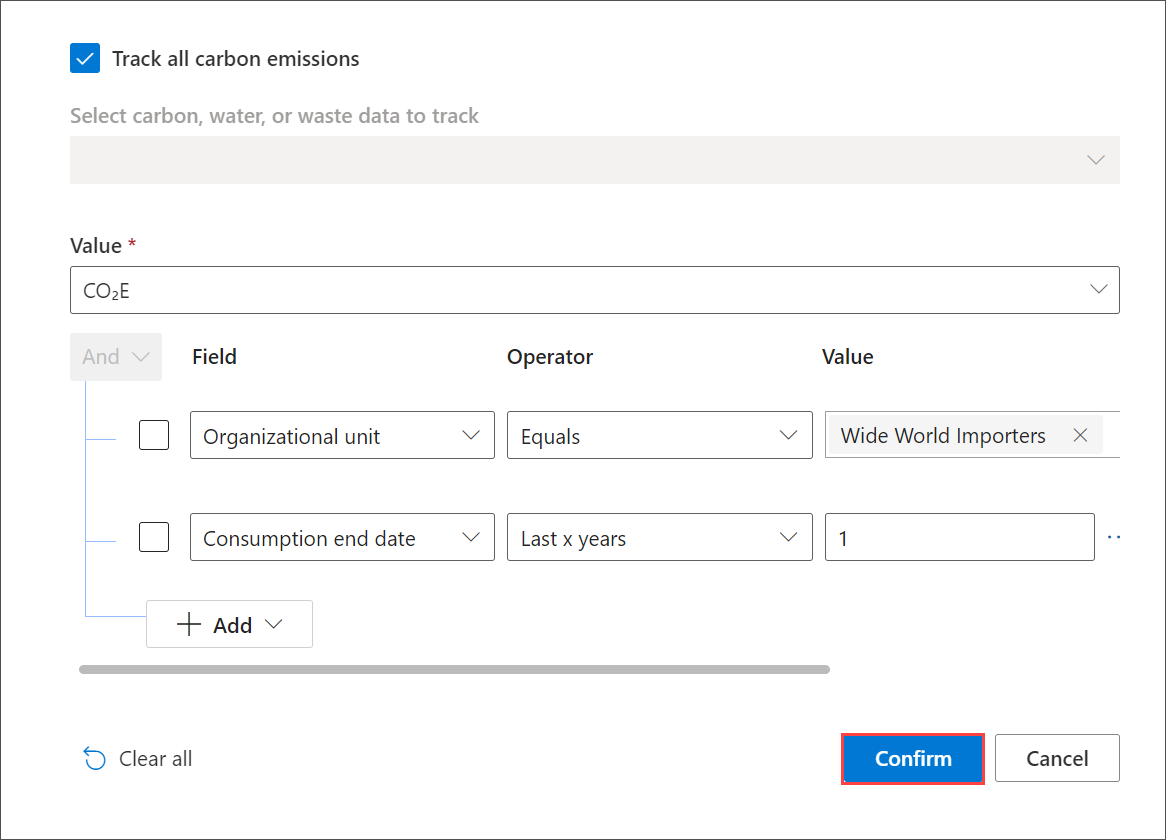 Track all carbon emissions
Select carbon, water, or waste data to track
Value *
CO₂E
And Field Operator Value
Organizational unit Equals Wide World Importers
Consumption end date Last x years 1
Add
Clear all Confirm Cancel